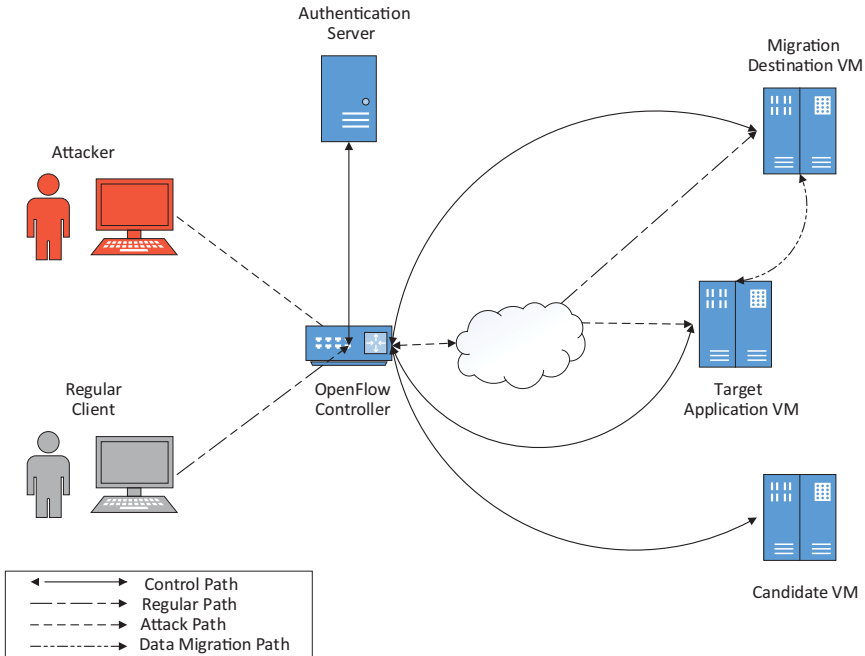 Authentication
Server
Migration
Destination VM
Attacker
OpenFlow
Controller
Regular
Client
Target
Application VM
Candidate VM
Control Path
Regular Path
Attack Path
Data Migration Path